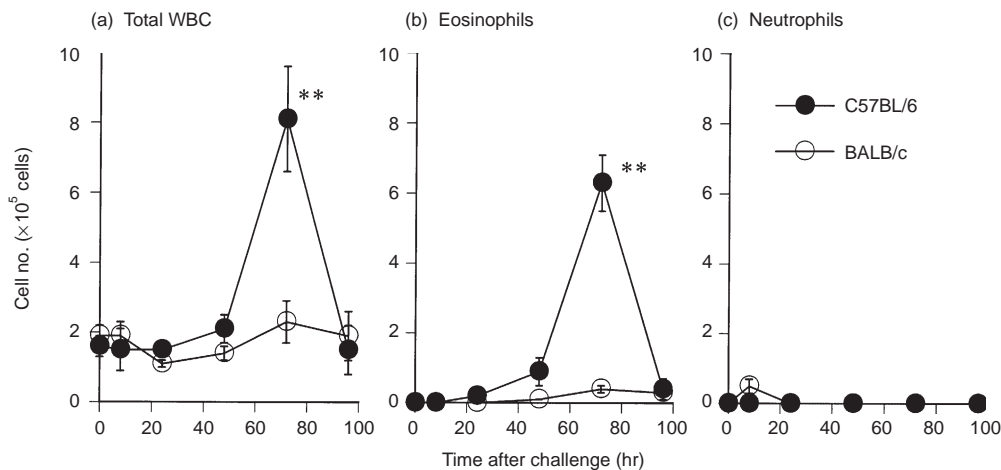 (a) Total WBC
(b) Eosinophils
(c) Neutrophils
Cell no. (×10⁵ cells)
10
8
6
4
2
0
**
0 20 40 60 80 100
10
8
6
4
2
0
**
0 20 40 60 80 100
10
8
6
4
2
0
C57BL/6
BALB/c
0 20 40 60 80 100
Time after challenge (hr)